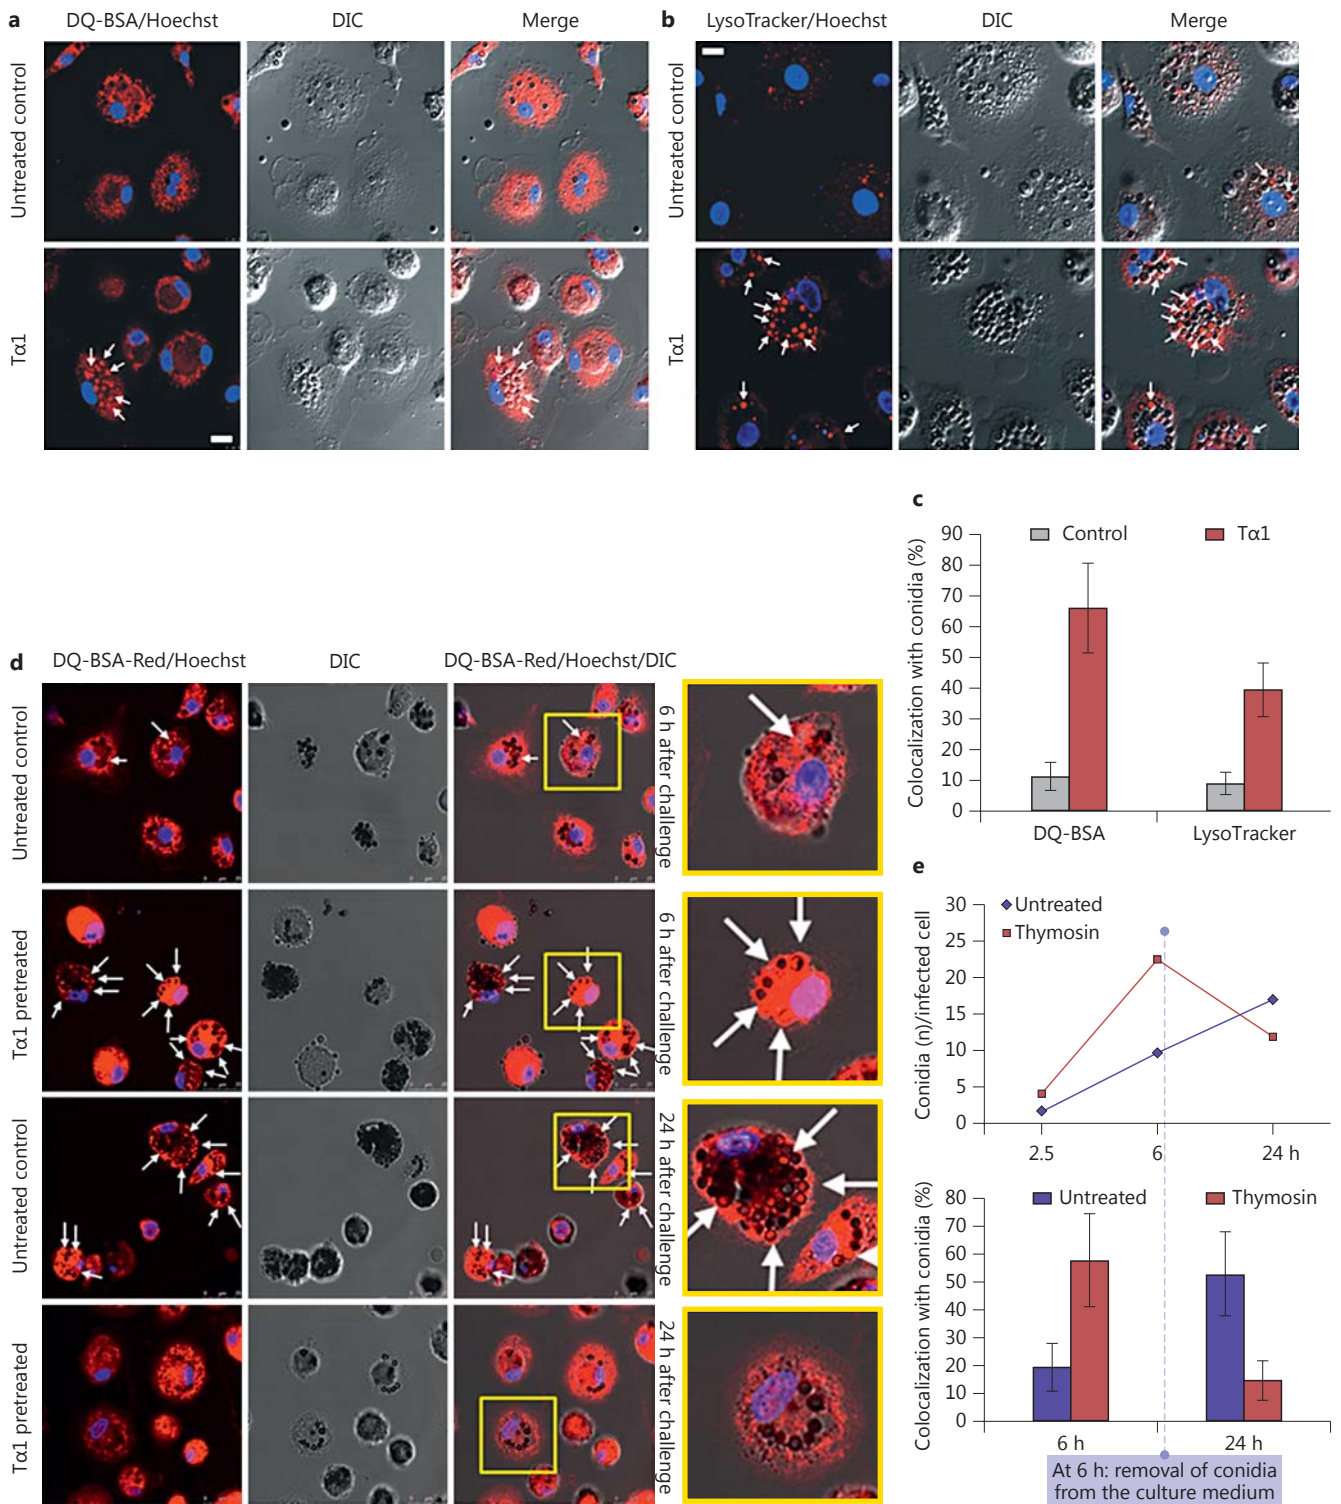 a
DQ-BSA/Hoechst
DIC
Merge
Untreated control
Tα1
b
LysoTracker/Hoechst
DIC
Merge
Untreated control
Tα1
c
Colocalization with conidia (%)
90
80
70
60
50
40
30
20
10
0
Control
Tα1
DQ-BSA
LysoTracker
d
DQ-BSA-Red/Hoechst
DIC
DQ-BSA-Red/Hoechst/DIC
Untreated control
6 h after challenge
Tα1 pretreated
6 h after challenge
Untreated control
24 h after challenge
Tα1 pretreated
24 h after challenge
e
Conidia (n)/infected cell
30
25
20
15
10
5
0
Untreated
Thymosin
2.5
6
24 h
Colocalization with conidia (%)
80
70
60
50
40
30
20
10
0
Untreated
Thymosin
6 h
24 h
At 6 h: removal of conidia
from the culture medium